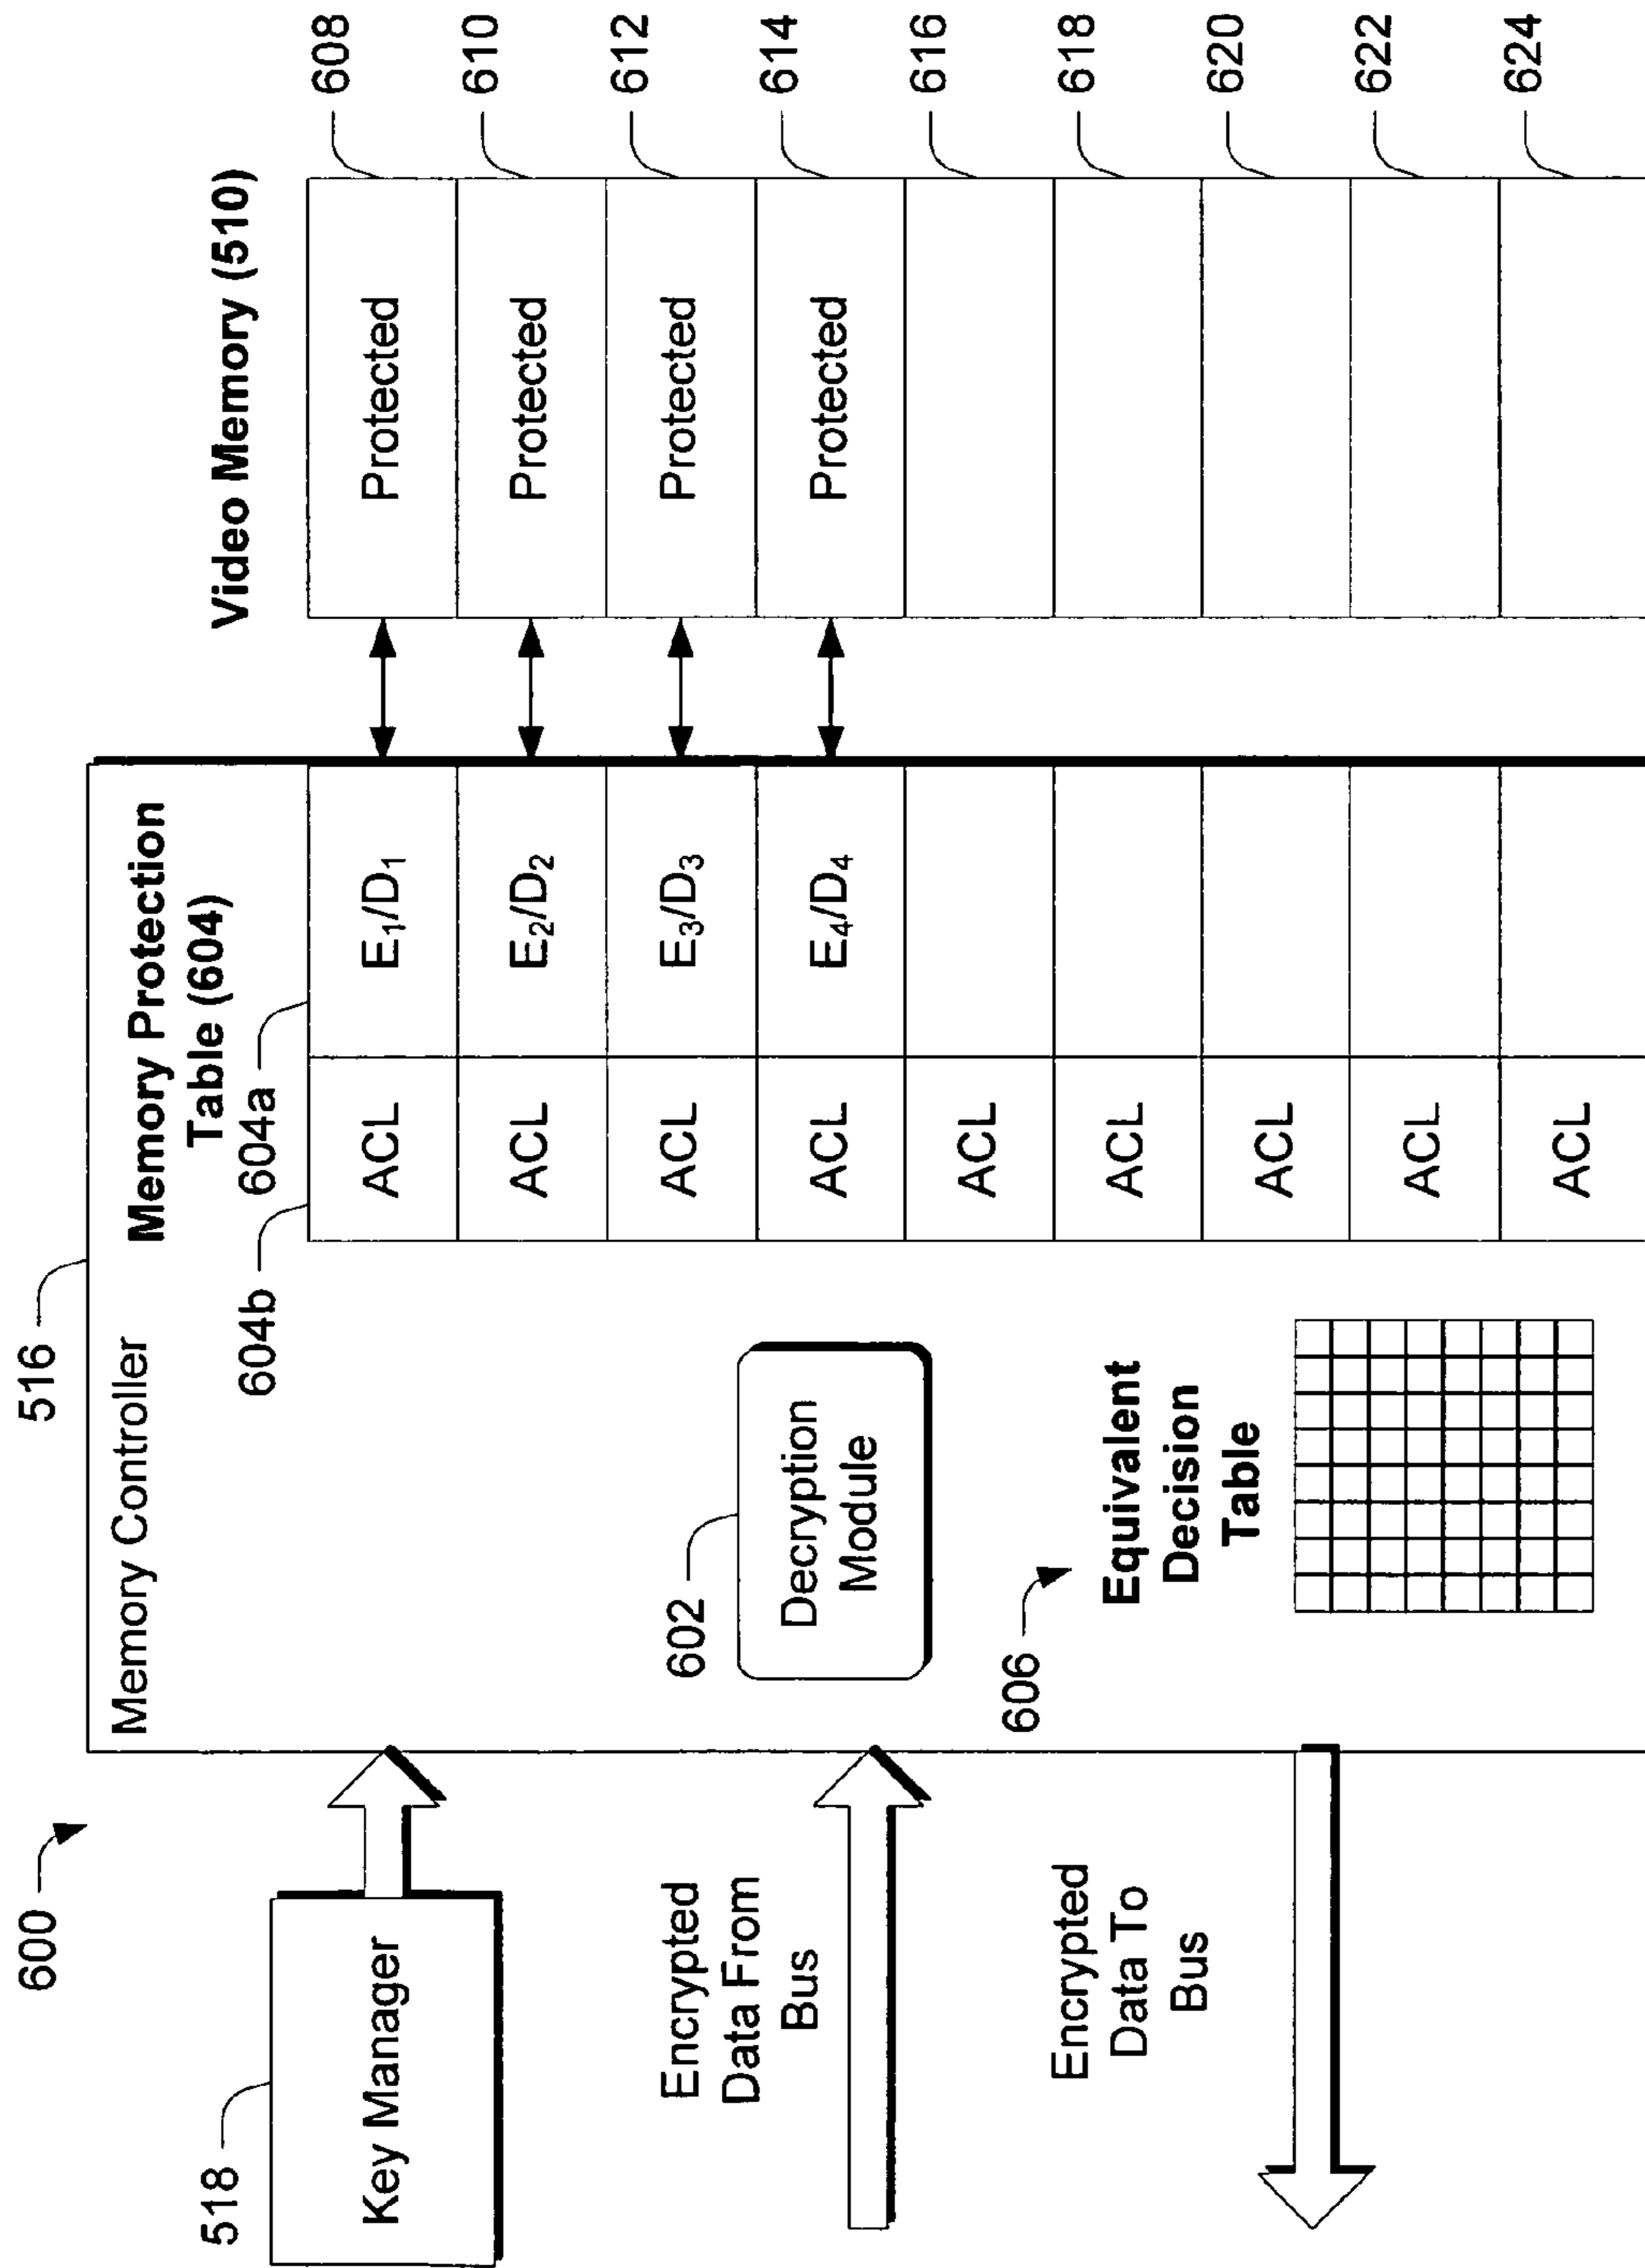 600
516
Memory Controller
Memory Protection
Table (604)
604b
604a
Video Memory (510)
518
Key Manager
ACL
E1/D1
Protected
608
ACL
E2/D2
Protected
610
ACL
E3/D3
Protected
612
ACL
E4/D4
Protected
614
ACL
616
ACL
618
ACL
620
ACL
622
ACL
624
Encrypted
Data From
Bus
602
Decryption
Module
Encrypted
Data To
Bus
606
Equivalent
Decision
Table